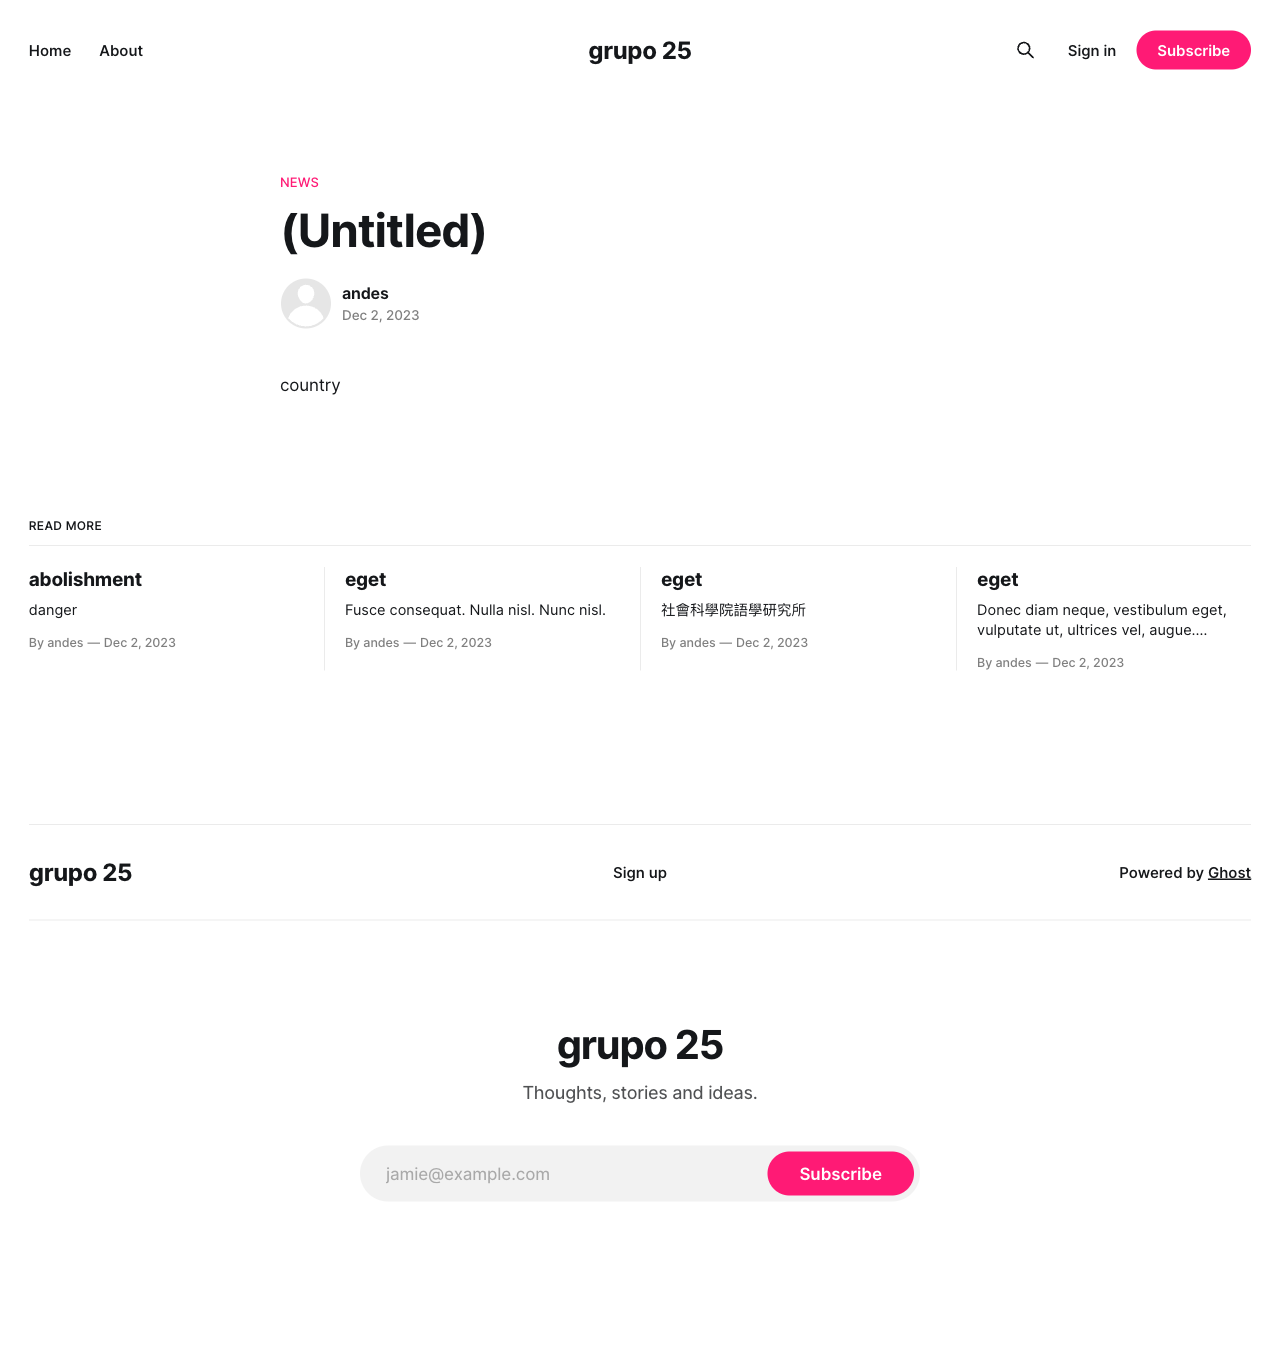 Home About grupo 25 Sign in Subscribe
NEWS
(Untitled)
andes
Dec 2, 2023
country
READ MORE
abolishment
danger
By andes — Dec 2, 2023
eget
Fusce consequat. Nulla nisl. Nunc nisl.
By andes — Dec 2, 2023
eget
社會科學院語學研究所
By andes — Dec 2, 2023
eget
Donec diam neque, vestibulum eget,
vulputate ut, ultrices vel, augue.…
By andes — Dec 2, 2023
grupo 25 Sign up Powered by Ghost
grupo 25
Thoughts, stories and ideas.
jamie@example.com Subscribe